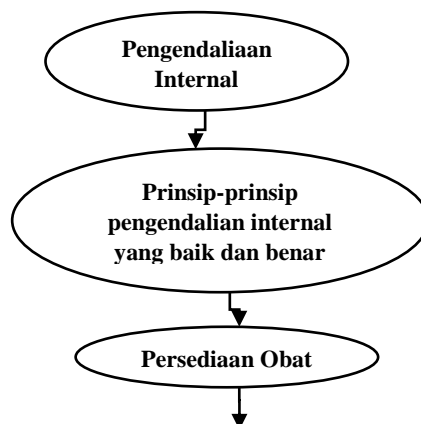 Pengendaliaan
Internal
Prinsip-prinsip
pengendalian internal
yang baik dan benar
Persediaan Obat